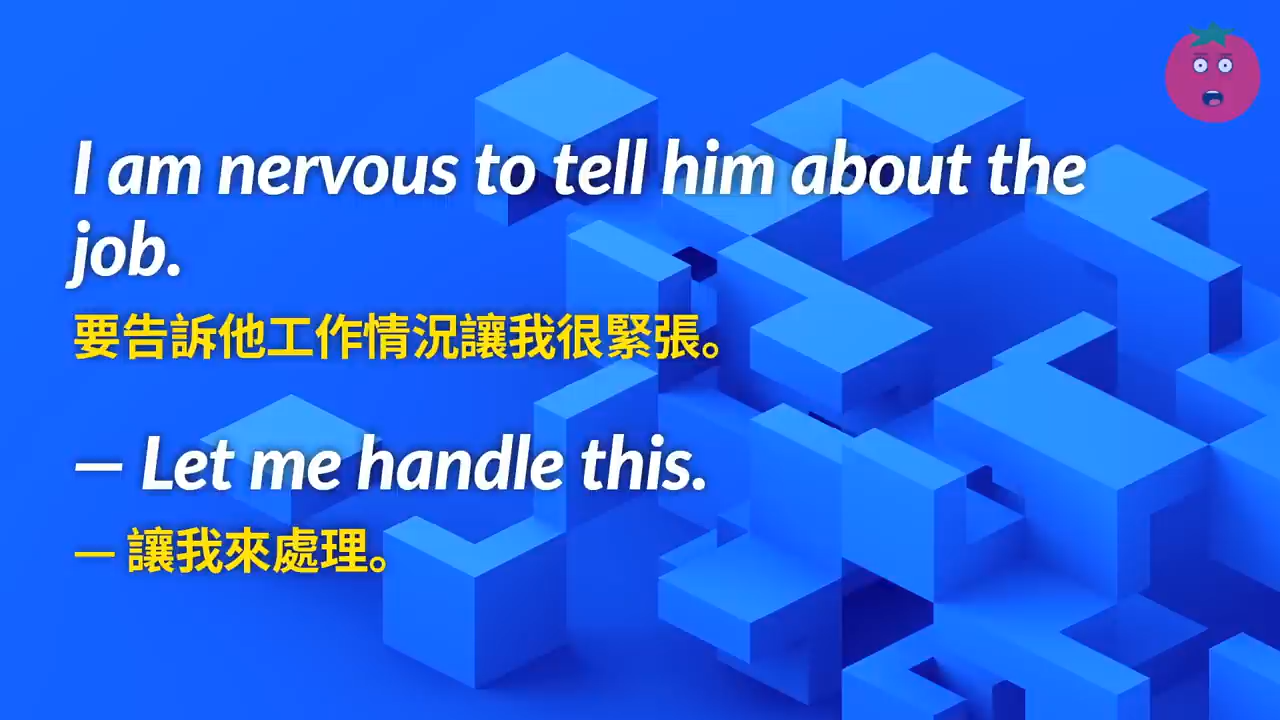 I am nervous to tell him about the
job.
要告訴他工作情況讓我很緊張。
— Let me handle this.
— 讓我來處理。